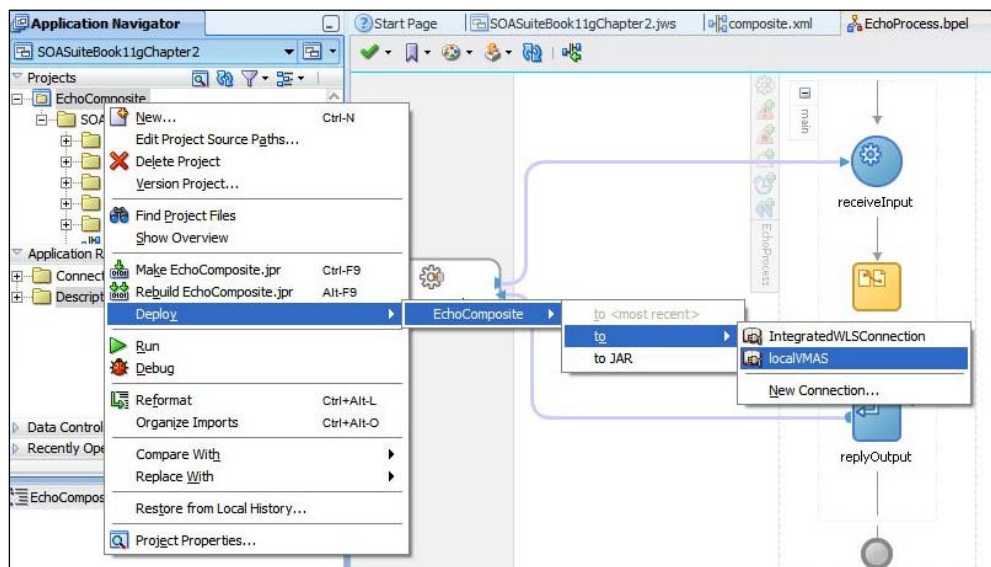 Application Navigator
Start Page
SOASuiteBook11gChapter2.jws
composite.xml
EchoProcess.bpel
SOASuiteBook11gChapter2
Projects
EchoComposite
SOA
New... Ctrl-N
Edit Project Source Paths...
Delete Project
Version Project...
Find Project Files
Show Overview
Application R
Connect
Make EchoComposite.jpr Ctrl-F9
Descript
Rebuild EchoComposite.jpr Alt-F9
Deploy
Run
Debug
Reformat Ctrl+Alt-L
Organize Imports Ctrl+Alt-O
Data Control
Recently Ope
Compare With
Replace With
EchoCompos
Restore from Local History...
Project Properties...
EchoComposite
to <most recent>
to
to JAR
IntegratedWLSConnection
localVMAS
New Connection...
main
EchoProcess
receiveInput
replyOutput